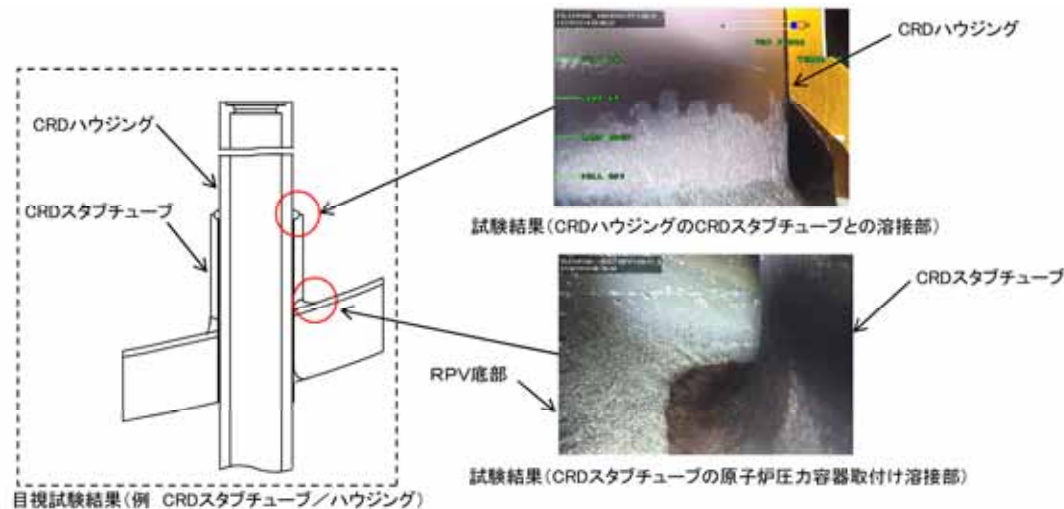 CRDハウジング
CRDスタブチューブ
目視試験結果(例 CRDスタブチューブ/ハウジング)
CRDハウジング
試験結果(CRDハウジングのCRDスタブチューブとの溶接部)
CRDスタブチューブ
RPV底部
試験結果(CRDスタブチューブの原子炉圧力容器取付け溶接部)